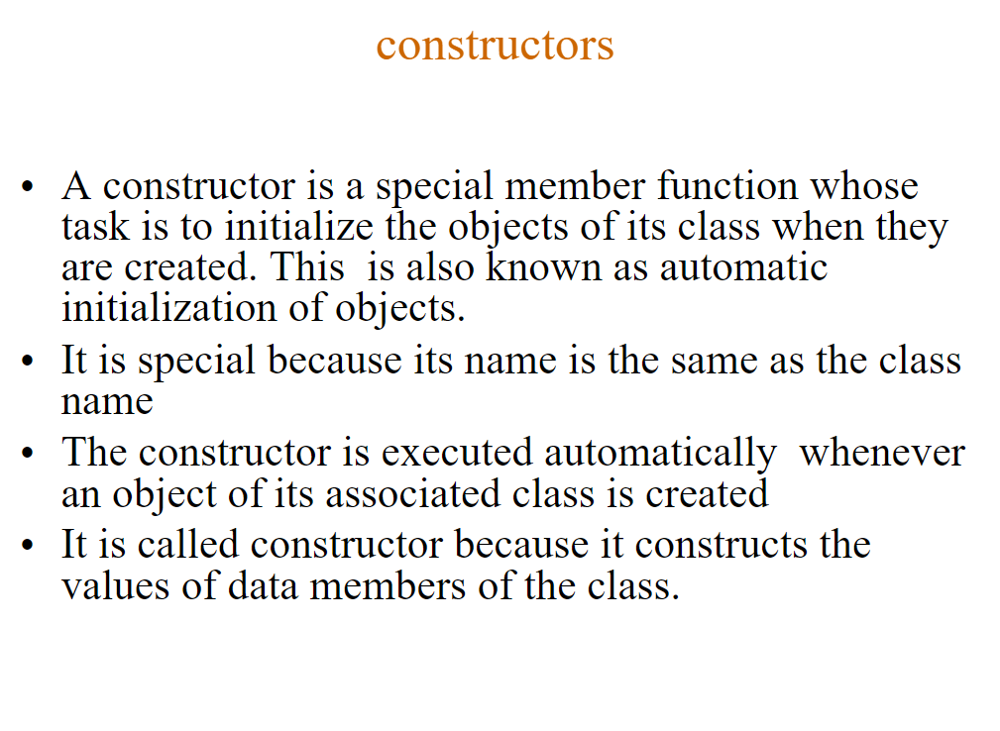 constructors
• A constructor is a special member function whose
task is to initialize the objects of its class when they
are created. This  is also known as automatic
initialization of objects.
• It is special because its name is the same as the class
name
• The constructor is executed automatically  whenever
an object of its associated class is created
• It is called constructor because it constructs the
values of data members of the class.